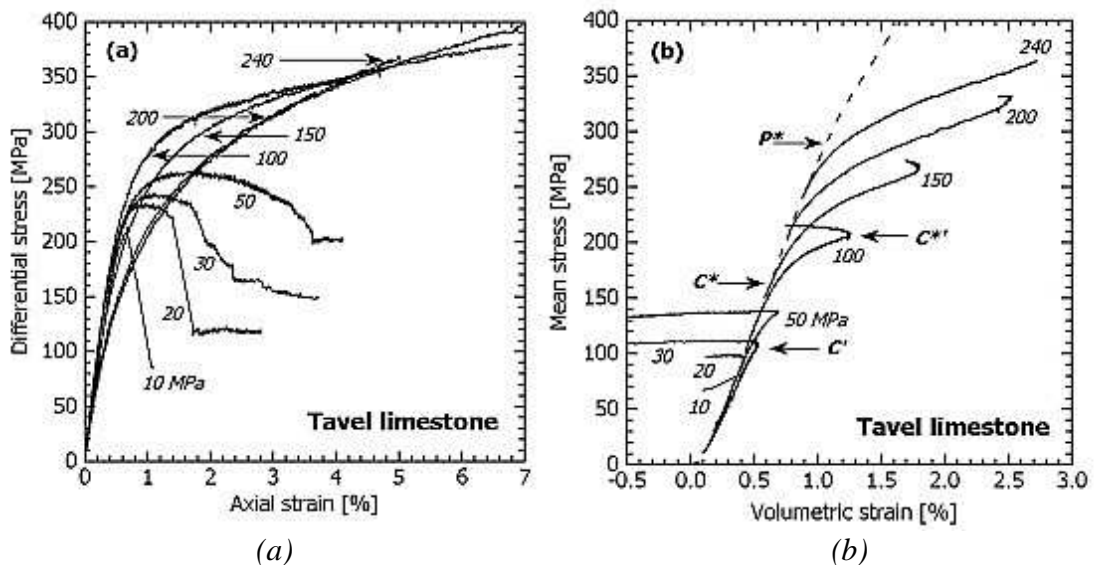 (a)
400
350
300
250
200
150
100
50
0
Differential stress [MPa]
240
200
150
100
50
30
20
10 MPa
Tavel limestone
0 1 2 3 4 5 6 7
Axial strain [%]
(a)
(b)
400
350
300
250
200
150
100
50
0
Mean stress [MPa]
240
P*
200
150
C*'
100
C*
50 MPa
30
C'
20
10
Tavel limestone
-0.5 0.0 0.5 1.0 1.5 2.0 2.5 3.0
Volumetric strain [%]
(b)